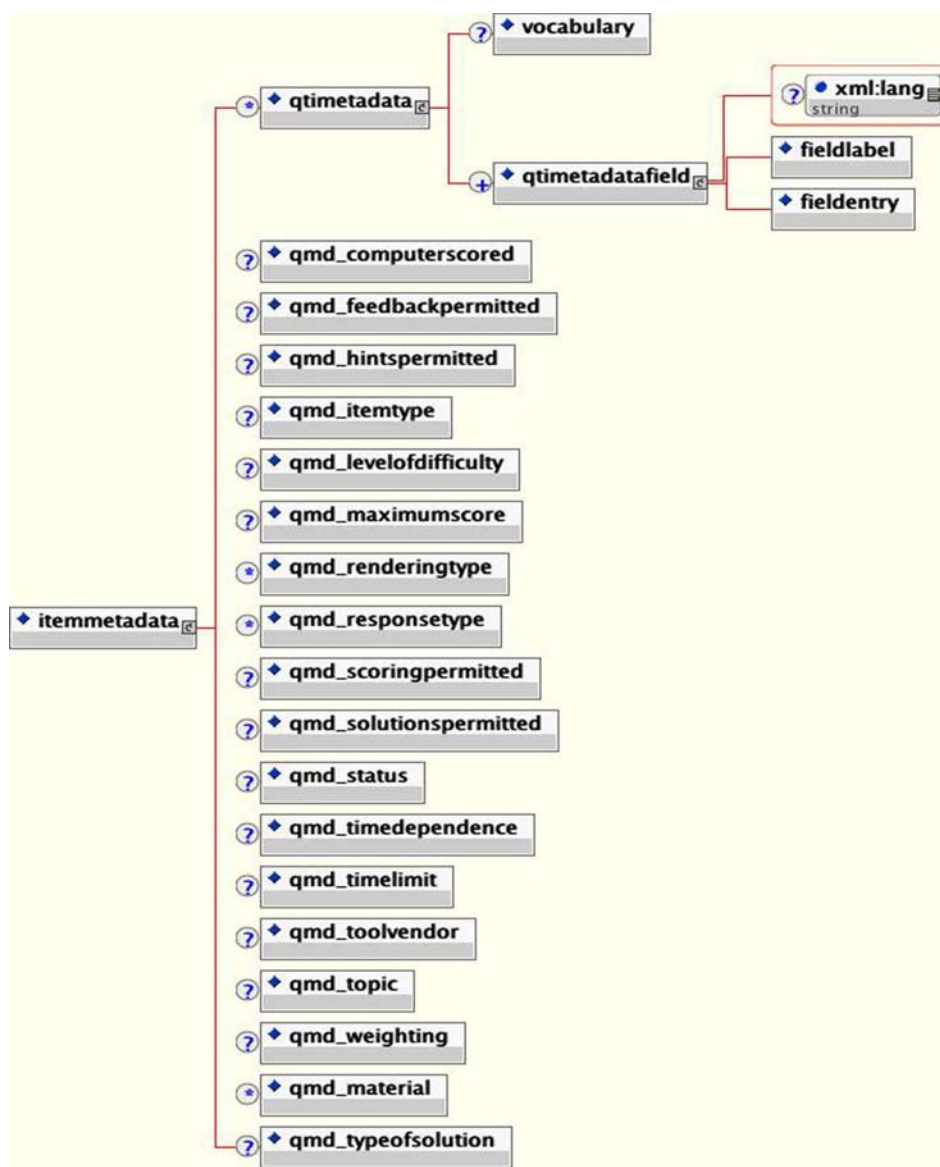 ? vocabulary
* qtimetadata
? xml:lang
string
fieldlabel
+ qtimetadatafield
fieldentry
? qmd_computerscored
? qmd_feedbackpermitted
? qmd_hintspermitted
? qmd_itemtype
? qmd_levelofdifficulty
? qmd_maximumscore
* qmd_renderingtype
itemmetadata
* qmd_responsetype
? qmd_scoringpermitted
? qmd_solutionspermitted
? qmd_status
? qmd_timedependence
? qmd_timelimit
? qmd_toolvendor
? qmd_topic
? qmd_weighting
* qmd_material
? qmd_typeofsolution